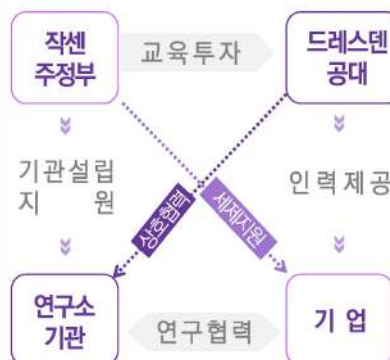 작센
주정부
교육투자
드레스덴
공대
기관설립
지 원
인력제공
상호협력
세제지원
연구소
기관
연구협력
기 업